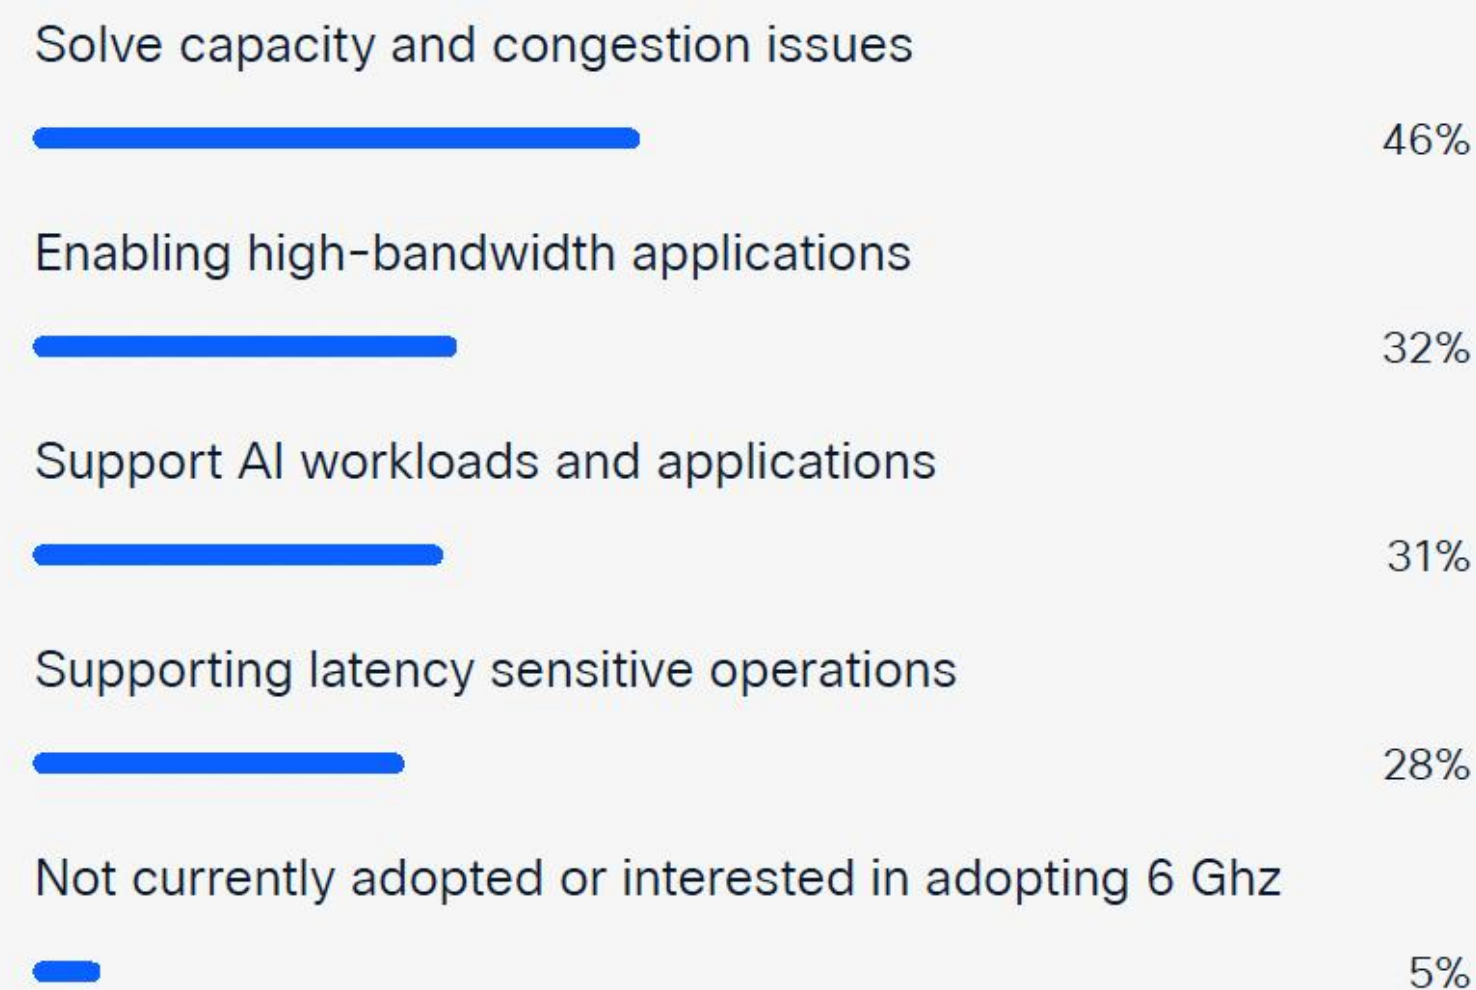 Solve capacity and congestion issues
46%
Enabling high-bandwidth applications
32%
Support AI workloads and applications
31%
Supporting latency sensitive operations
28%
Not currently adopted or interested in adopting 6 Ghz
5%